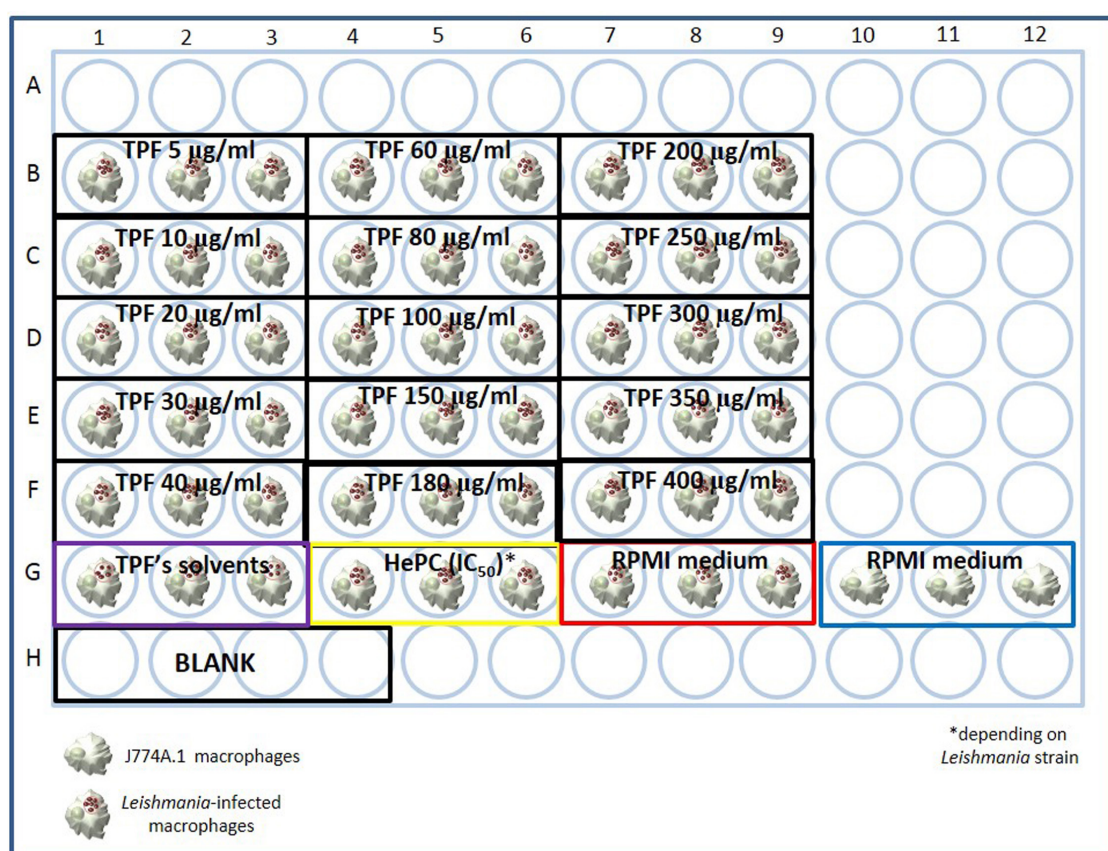 1 2 3 4 5 6 7 8 9 10 11 12
A
B TPF 5 µg/ml TPF 60 µg/ml TPF 200 µg/ml
C TPF 10 µg/ml TPF 80 µg/ml TPF 250 µg/ml
D TPF 20 µg/ml TPF 100 µg/ml TPF 300 µg/ml
E TPF 30 µg/ml TPF 150 µg/ml TPF 350 µg/ml
F TPF 40 µg/ml TPF 180 µg/ml TPF 400 µg/ml
G TPF's solvents HePC (IC₅₀)* RPMI medium RPMI medium
H BLANK
J774A.1 macrophages
Leishmania-infected
macrophages
*depending on
Leishmania strain